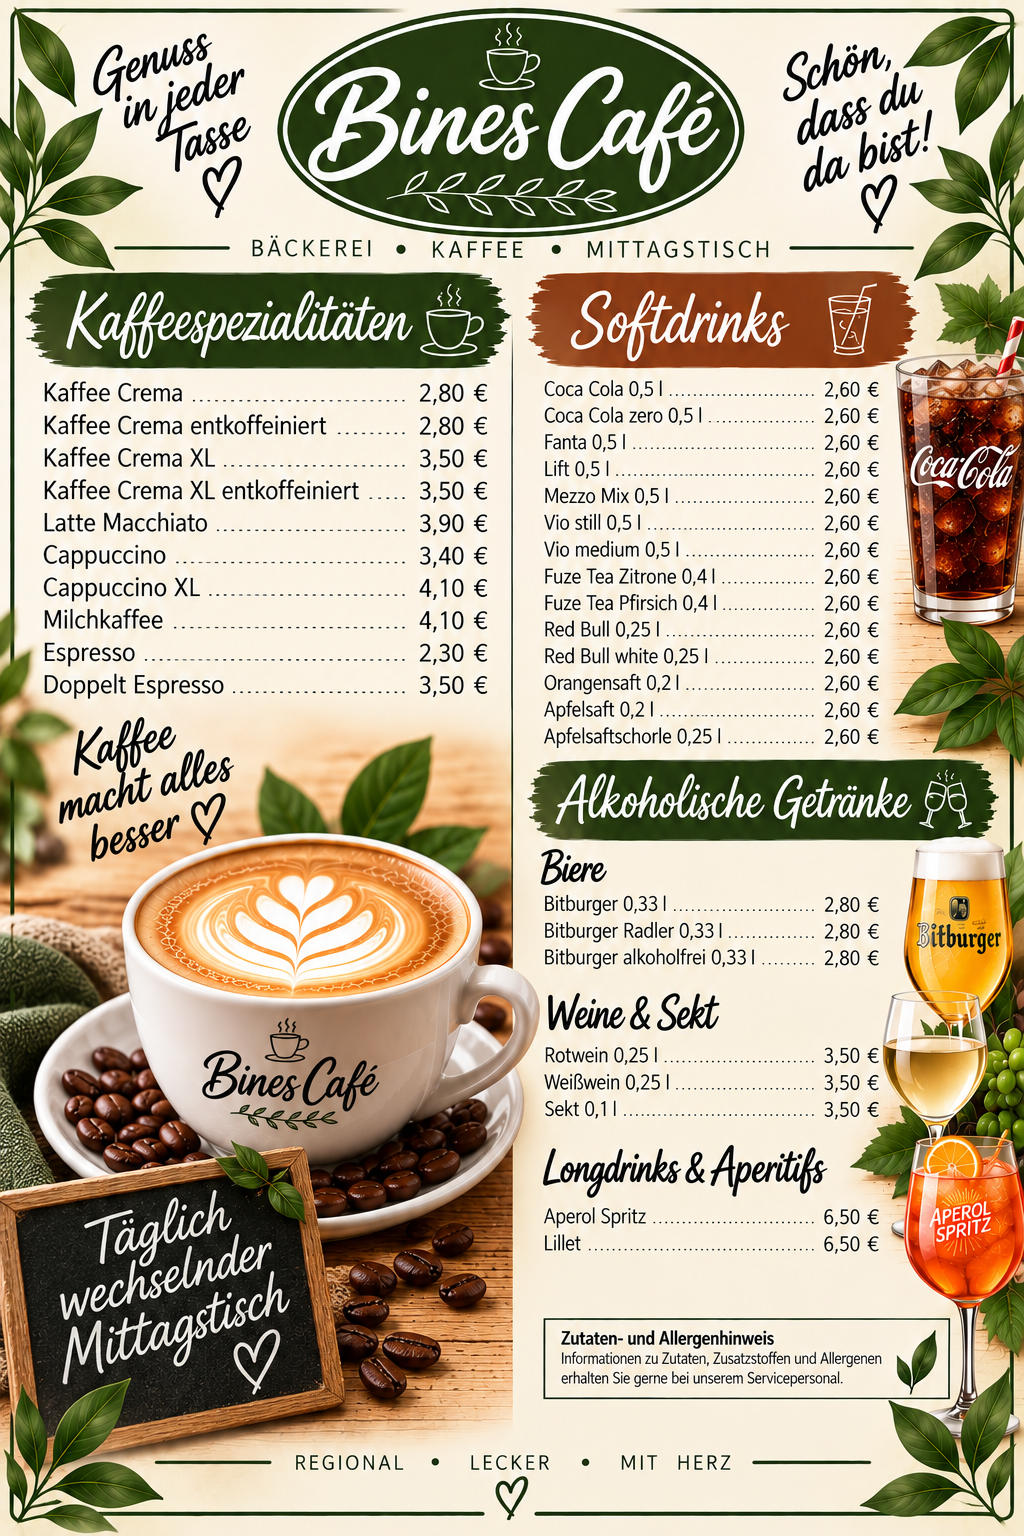 Genuss
in jeder
Tasse
Bines Café
Schön,
dass du
da bist!
BÄCKEREI • KAFFEE • MITTAGSTISCH
Kaffeespezialitäten
Kaffee Crema 2,80 €
Kaffee Crema entkoffeiniert 2,80 €
Kaffee Crema XL 3,50 €
Kaffee Crema XL entkoffeiniert 3,50 €
Latte Macchiato 3,90 €
Cappuccino 3,40 €
Cappuccino XL 4,10 €
Milchkaffee 4,10 €
Espresso 2,30 €
Doppelt Espresso 3,50 €
Kaffee
macht alles
besser
Bines Café
Täglich
wechselnder
Mittagstisch
Softdrinks
Coca Cola 0,5 l 2,60 €
Coca Cola zero 0,5 l 2,60 €
Fanta 0,5 l 2,60 €
Lift 0,5 l 2,60 €
Mezzo Mix 0,5 l 2,60 €
Vio still 0,5 l 2,60 €
Vio medium 0,5 l 2,60 €
Fuze Tea Zitrone 0,4 l 2,60 €
Fuze Tea Pfirsich 0,4 l 2,60 €
Red Bull 0,25 l 2,60 €
Red Bull white 0,25 l 2,60 €
Orangensaft 0,2 l 2,60 €
Apfelsaft 0,2 l 2,60 €
Apfelsaftschorle 0,25 l 2,60 €
Coca-Cola
Alkoholische Getränke
Biere
Bitburger 0,33 l 2,80 €
Bitburger Radler 0,33 l 2,80 €
Bitburger alkoholfrei 0,33 l 2,80 €
Bitburger
Weine & Sekt
Rotwein 0,25 l 3,50 €
Weißwein 0,25 l 3,50 €
Sekt 0,1 l 3,50 €
Longdrinks & Aperitifs
Aperol Spritz 6,50 €
Lillet 6,50 €
APEROL
SPRITZ
Zutaten- und Allergenhinweis
Informationen zu Zutaten, Zusatzstoffen und Allergenen
erhalten Sie gerne bei unserem Servicepersonal.
REGIONAL • LECKER • MIT HERZ